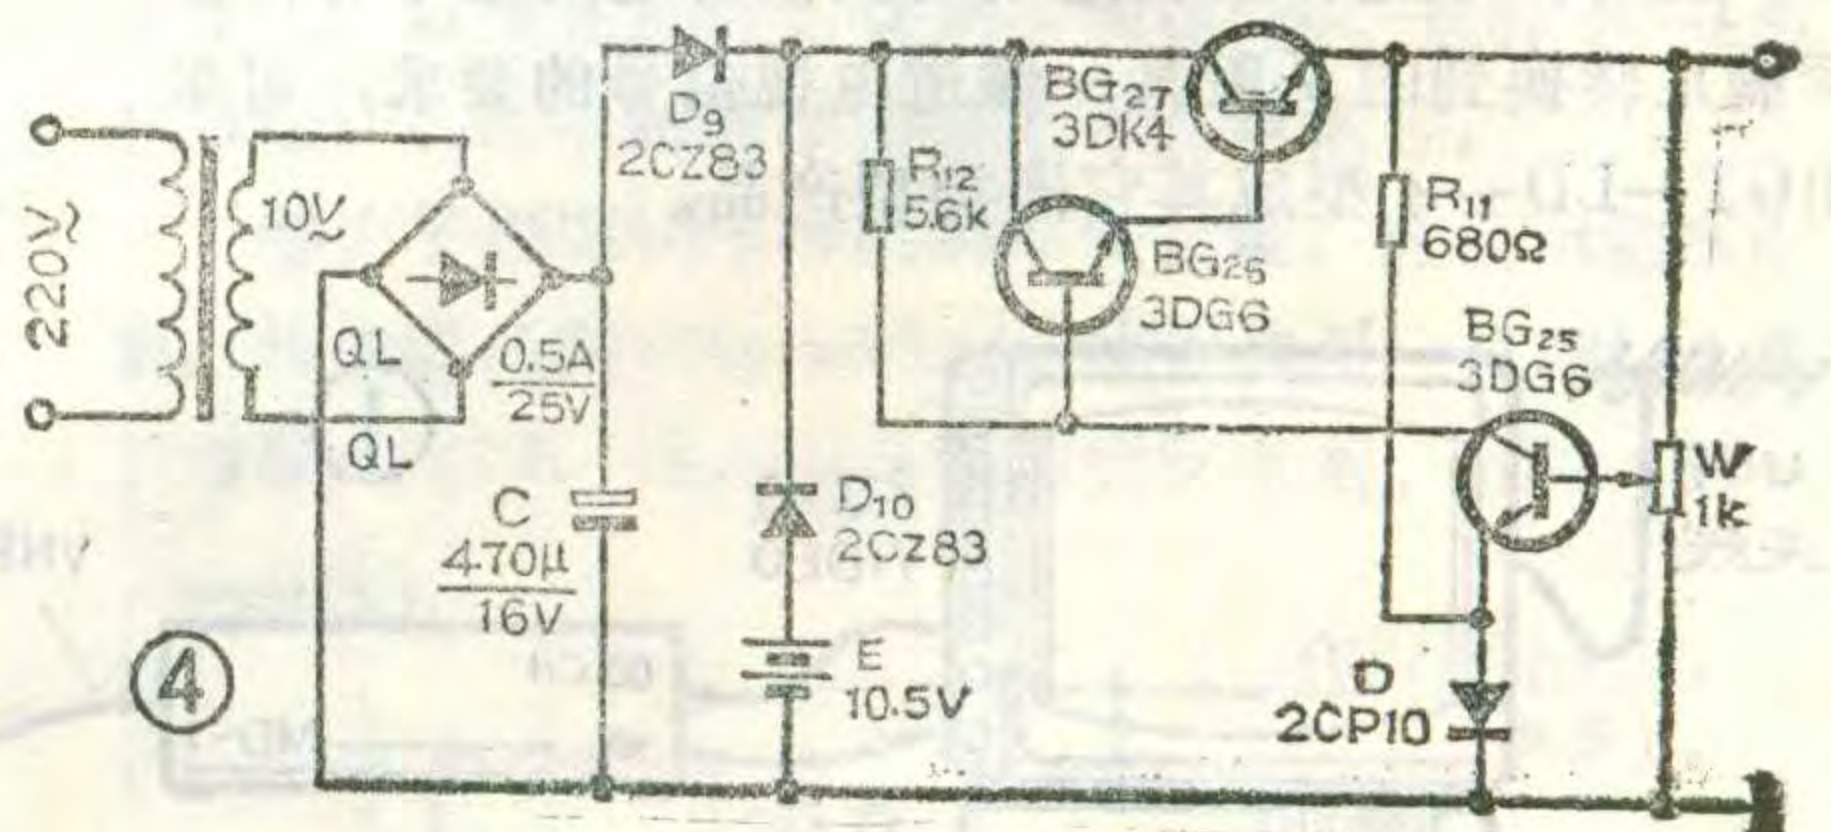 220V
10V
QL
QL
0.5A
25V
D9
2CZ83
C
470μ
16V
D10
2CZ83
E
10.5V
R12
5.6k
BG27
3DK4
BG26
3DG6
R11
680Ω
BG25
3DG6
W
1k
D
2CP10
④